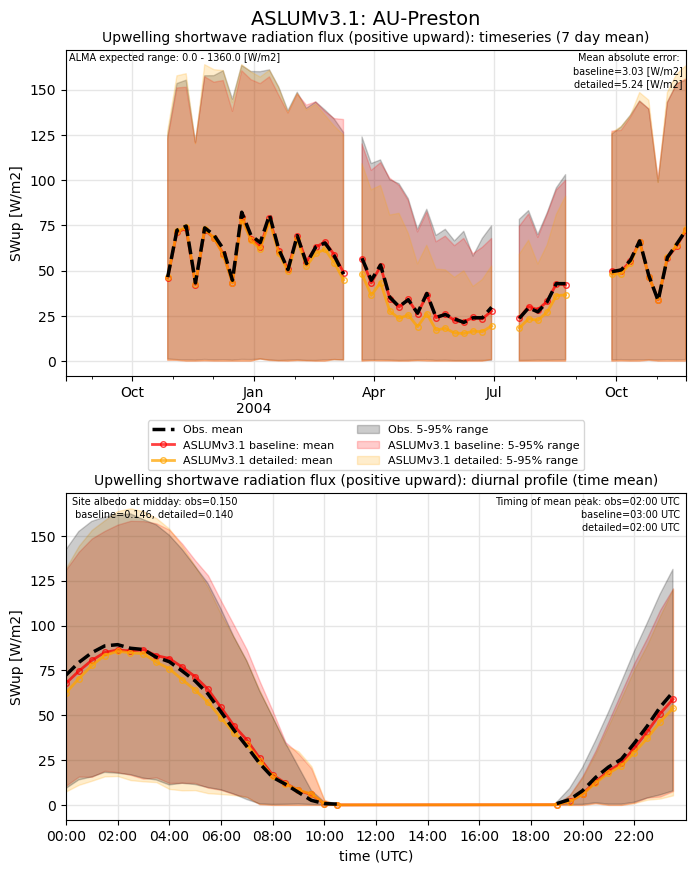 ASLUMv3.1: AU-Preston
Upwelling shortwave radiation flux (positive upward): timeseries (7 day mean)
ALMA expected range: 0.0 - 1360.0 [W/m2]
Mean absolute error:
baseline=3.03 [W/m2]
detailed=5.24 [W/m2]
SWup [W/m2]
150
125
100
75
50
25
0
Oct
Jan
2004
Apr
Jul
Oct
Obs. mean
ASLUMv3.1 baseline: mean
ASLUMv3.1 detailed: mean
Obs. 5-95% range
ASLUMv3.1 baseline: 5-95% range
ASLUMv3.1 detailed: 5-95% range
Upwelling shortwave radiation flux (positive upward): diurnal profile (time mean)
Site albedo at midday: obs=0.150
baseline=0.146, detailed=0.140
Timing of mean peak: obs=02:00 UTC
baseline=03:00 UTC
detailed=02:00 UTC
SWup [W/m2]
150
125
100
75
50
25
0
00:00 02:00 04:00 06:00 08:00 10:00 12:00 14:00 16:00 18:00 20:00 22:00
time (UTC)